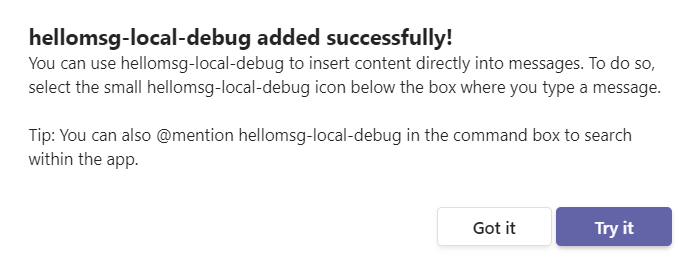 hellomsg-local-debug added successfully!
You can use hellomsg-local-debug to insert content directly into messages. To do so,
select the small hellomsg-local-debug icon below the box where you type a message.
Tip: You can also @mention hellomsg-local-debug in the command box to search
within the app.
Got it
Try it